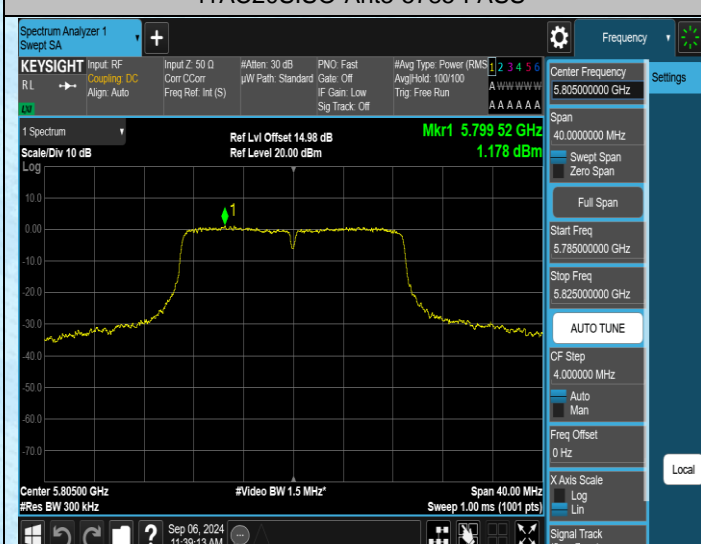 Spectrum Analyzer 1
Swept SA
Frequency
KEYSIGHT
RL
LXI
Input: RF
Coupling: DC
Align: Auto
Input Z: 50 Ω
Corr CCorr
Freq Ref: Int (S)
#Atten: 30 dB
µW Path: Standard
PNO: Fast
Gate: Off
IF Gain: Low
Sig Track: Off
#Avg Type: Power (RMS
Avg|Hold: 100/100
Trig: Free Run
1 2 3 4 5 6
A W W W W W
A A A A A A
1 Spectrum
Scale/Div 10 dB
Log
Ref Lvl Offset 14.98 dB
Ref Level 20.00 dBm
Mkr1 5.799 52 GHz
1.178 dBm
10.0
0.00
-10.0
-20.0
-30.0
-40.0
-50.0
-60.0
-70.0
1
Center 5.80500 GHz
#Res BW 300 kHz
#Video BW 1.5 MHz*
Span 40.00 MHz
Sweep 1.00 ms (1001 pts)
Sep 06, 2024
11:39:13 AM
Center Frequency
5.805000000 GHz
Span
40.0000000 MHz
Swept Span
Zero Span
Full Span
Start Freq
5.785000000 GHz
Stop Freq
5.825000000 GHz
AUTO TUNE
CF Step
4.000000 MHz
Auto
Man
Freq Offset
0 Hz
X Axis Scale
Log
Lin
Signal Track
Settings
Local